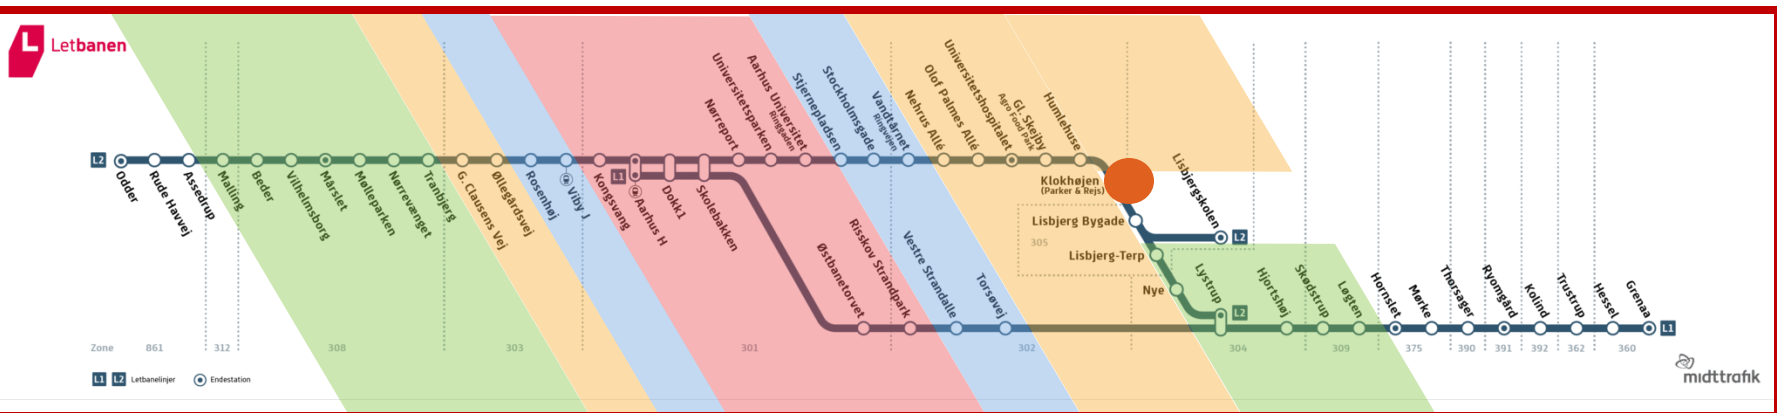 L Letbanen
Universitetsparken
Nørreport
Aarhus Universitet
Ringgaden
Stjernepladsen
Stockholmsgade
Vandtårnet
Ringvejen
Nehrus Allé
Olof Palmes Allé
Universitetshospitalet
Gl. Skejby
Agro Food Park
Humlehuse
L2
Odder
Rude Havvej
Assedrup
Malling
Beder
Vilhelmsborg
Mårslet
Mølleparken
Nørrevænget
Tranbjerg
G. Clausens Vej
Øllegårdsvej
Rosenhøj
Viby J
Kongsvang
L1
Aarhus H
Dokk1
Skolebakken
Klokhøjen
(Parker & Rejs)
Lisbjergskolen
L2
Lisbjerg Bygade
305
Lisbjerg-Terp
Nye
Østbanetorvet
Risskov Strandpark
Vestre Strandalle
Torsøvej
Lystrup
L2
Hjortshøj
Skødstrup
Løgten
Hornslet
Mørke
Thorsager
Ryomgård
Kolind
Trustrup
Hessel
Grenaa
L1
Zone 861 312 308 303 301 302 304 309 375 390 391 392 362 360
L1 L2 Letbanelinjer Endestation
midttrafik